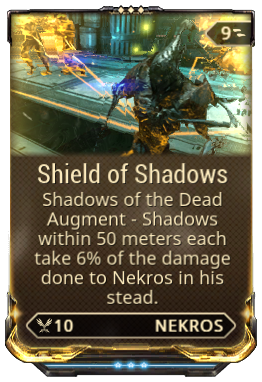 9
Shield of Shadows
Shadows of the Dead
Augment - Shadows
within 50 meters each
take 6% of the damage
done to Nekros in his
stead.
10 NEKROS